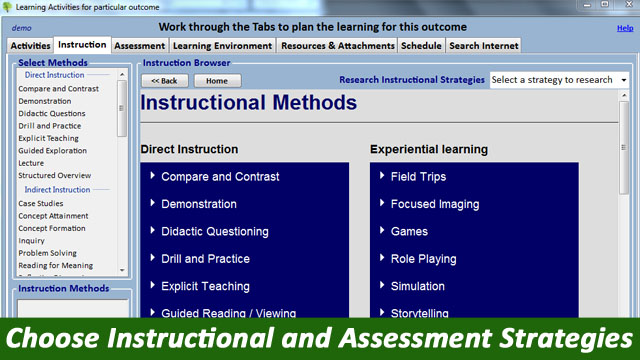 Learning Activities for particular outcome
demo
Work through the Tabs to plan the learning for this outcome
Help
Activities Instruction Assessment Learning Environment Resources & Attachments Schedule Search Internet
Select Methods
Direct Instruction
Compare and Contrast
Demonstration
Didactic Questions
Drill and Practice
Explicit Teaching
Guided Exploration
Lecture
Structured Overview
Indirect Instruction
Case Studies
Concept Attainment
Concept Formation
Inquiry
Problem Solving
Reading for Meaning
Instruction Methods
Instruction Browser
<< Back Home
Research Instructional Strategies Select a strategy to research
Instructional Methods
Direct Instruction
Compare and Contrast
Demonstration
Didactic Questioning
Drill and Practice
Explicit Teaching
Guided Reading / Viewing
Experiential learning
Field Trips
Focused Imaging
Games
Role Playing
Simulation
Storytelling
Choose Instructional and Assessment Strategies